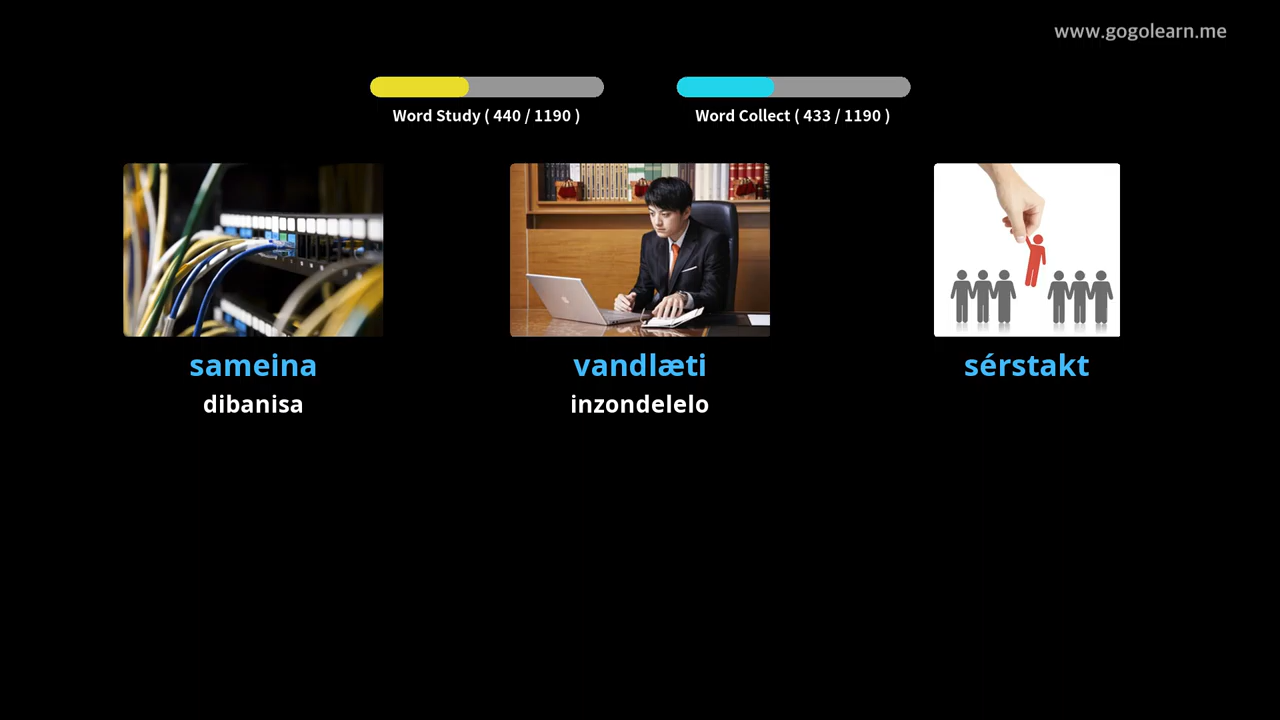 www.gogolearn.me
Word Study ( 440 / 1190 )
Word Collect ( 433 / 1190 )
sameina
vandlæti
sérstakt
dibanisa
inzondelelo